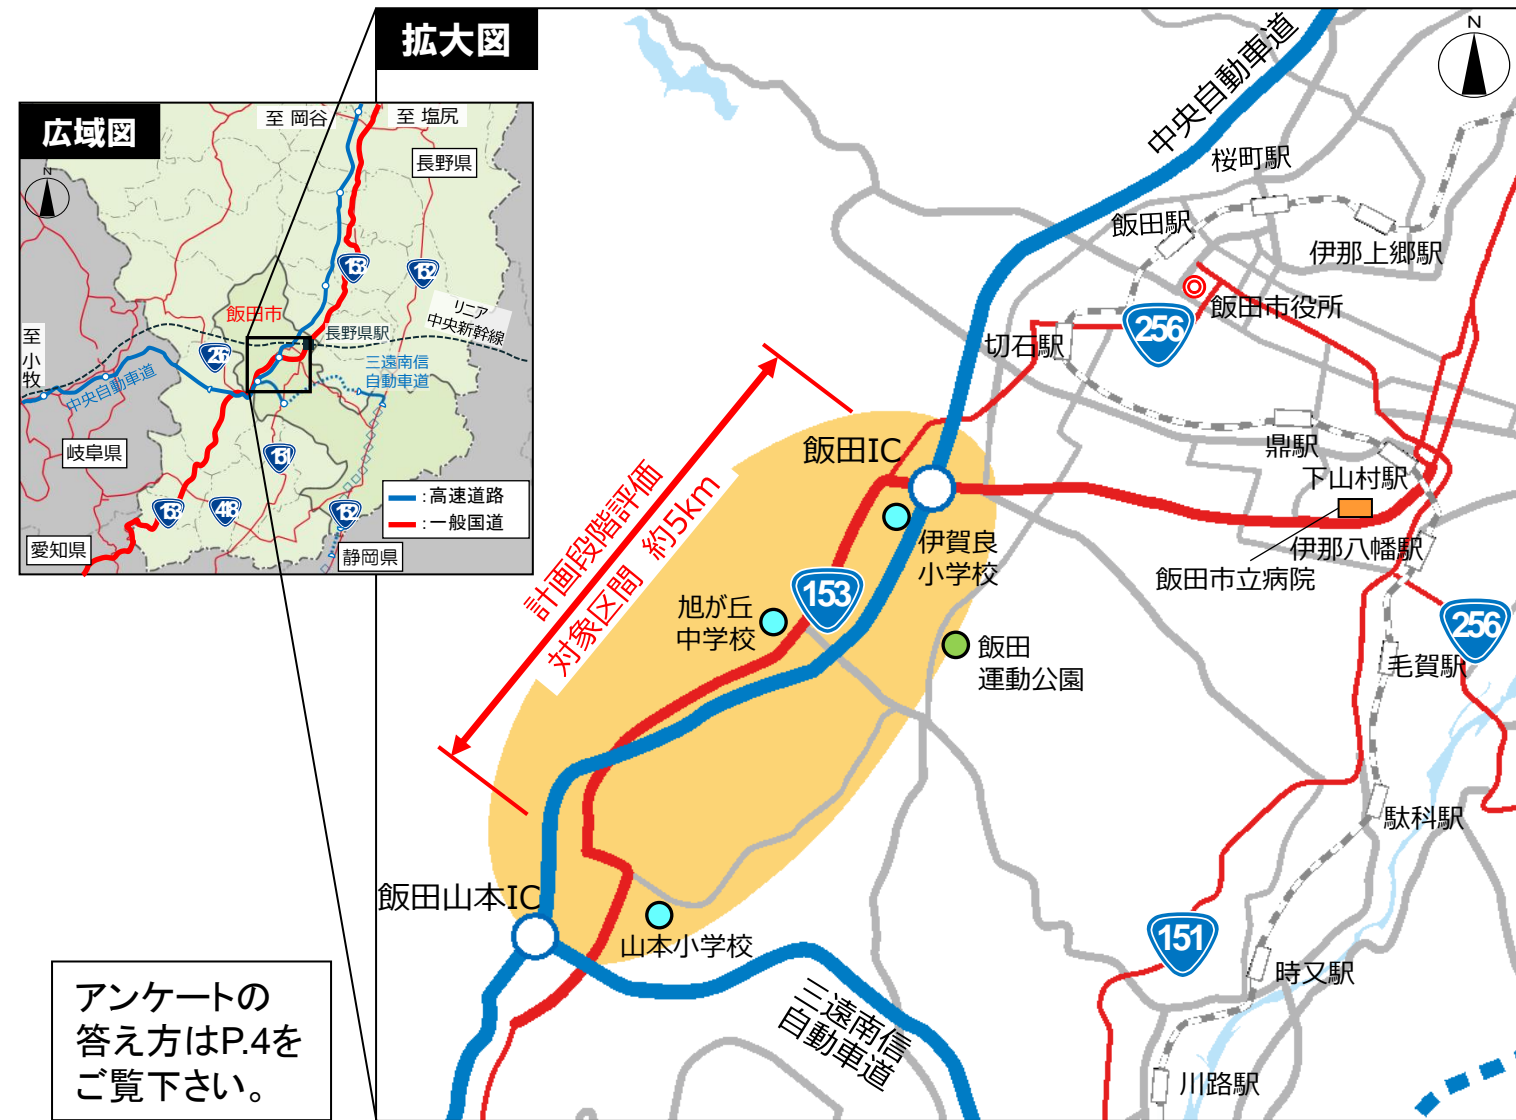 拡大図
N
中央自動車道
桜町駅
飯田駅
伊那上郷駅
飯田市役所
256
切石駅
鼎駅
下山村駅
飯田IC
伊賀良
小学校
伊那八幡駅
飯田市立病院
計画段階評価
対象区間 約5km
153
旭が丘
中学校
飯田
運動公園
256
毛賀駅
駄科駅
飯田山本IC
山本小学校
151
時又駅
三遠南信
自動車道
川路駅
広域図
N
至 岡谷
至 塩尻
長野県
153
152
飯田市
リニア
中央新幹線
長野県駅
至 小牧
256
三遠南信
自動車道
中央自動車道
岐阜県
151
153
418
152
:高速道路
:一般国道
愛知県
静岡県
アンケートの
答え方はP.4を
ご覧下さい。